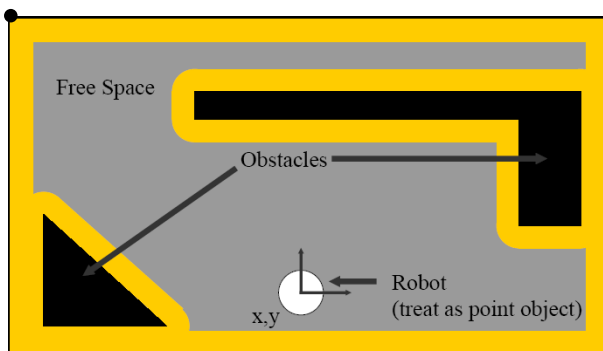 Free Space
Obstacles
Robot
(treat as point object)
x,y